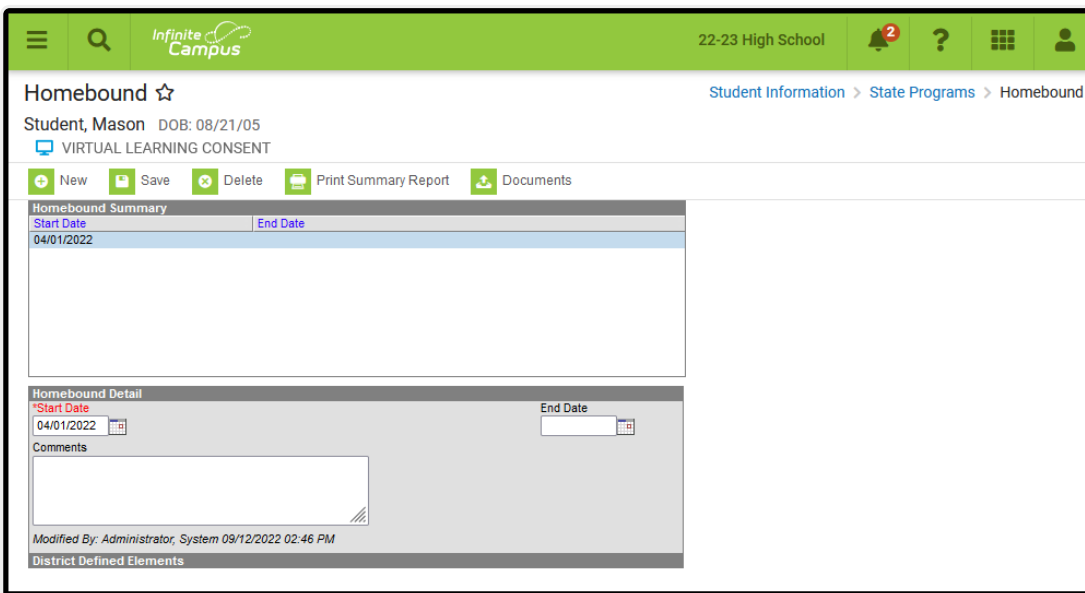 Infinite Campus
22-23 High School
2
?
Homebound ☆
Student Information > State Programs > Homebound
Student, Mason DOB: 08/21/05
VIRTUAL LEARNING CONSENT
New Save Delete Print Summary Report Documents
Homebound Summary
Start Date End Date
04/01/2022
Homebound Detail
*Start Date End Date
04/01/2022
Comments
Modified By: Administrator, System 09/12/2022 02:46 PM
District Defined Elements